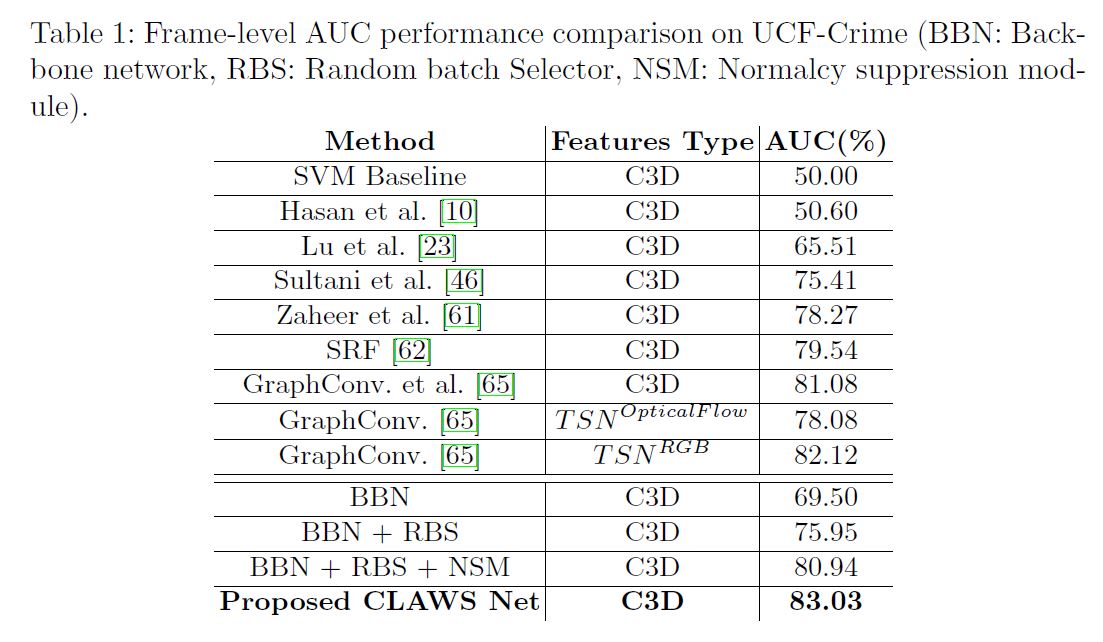 Table 1: Frame-level AUC performance comparison on UCF-Crime (BBN: Back-
bone network, RBS: Random batch Selector, NSM: Normalcy suppression mod-
ule).
Method Features Type AUC(%)
SVM Baseline C3D 50.00
Hasan et al. [10] C3D 50.60
Lu et al. [23] C3D 65.51
Sultani et al. [46] C3D 75.41
Zaheer et al. [61] C3D 78.27
SRF [62] C3D 79.54
GraphConv. et al. [65] C3D 81.08
GraphConv. [65] TSN^OpticalFlow 78.08
GraphConv. [65] TSN^RGB 82.12
BBN C3D 69.50
BBN + RBS C3D 75.95
BBN + RBS + NSM C3D 80.94
Proposed CLAWS Net C3D 83.03